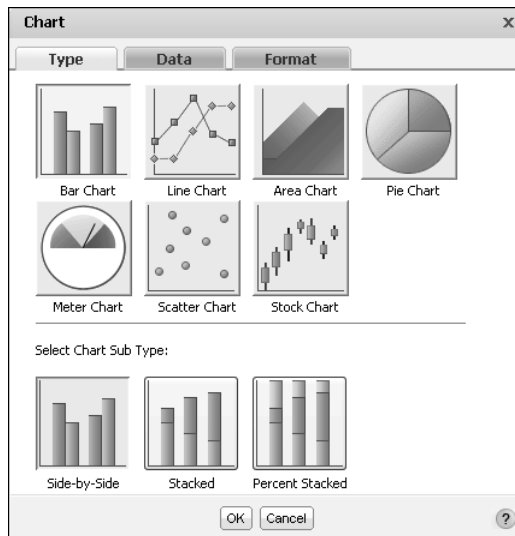 Chart x
Type Data Format
Bar Chart Line Chart Area Chart Pie Chart
Meter Chart Scatter Chart Stock Chart
Select Chart Sub Type:
Side-by-Side Stacked Percent Stacked
OK Cancel ?